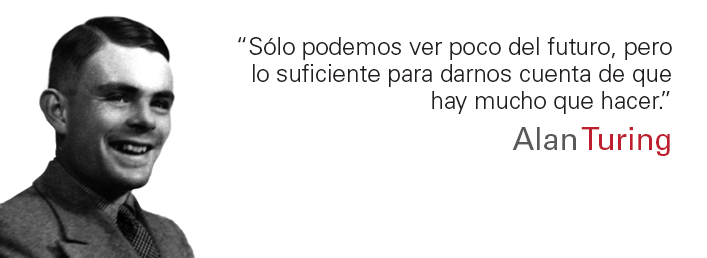 “Sólo podemos ver poco del futuro, pero
lo suficiente para darnos cuenta de que
hay mucho que hacer.”
Alan Turing